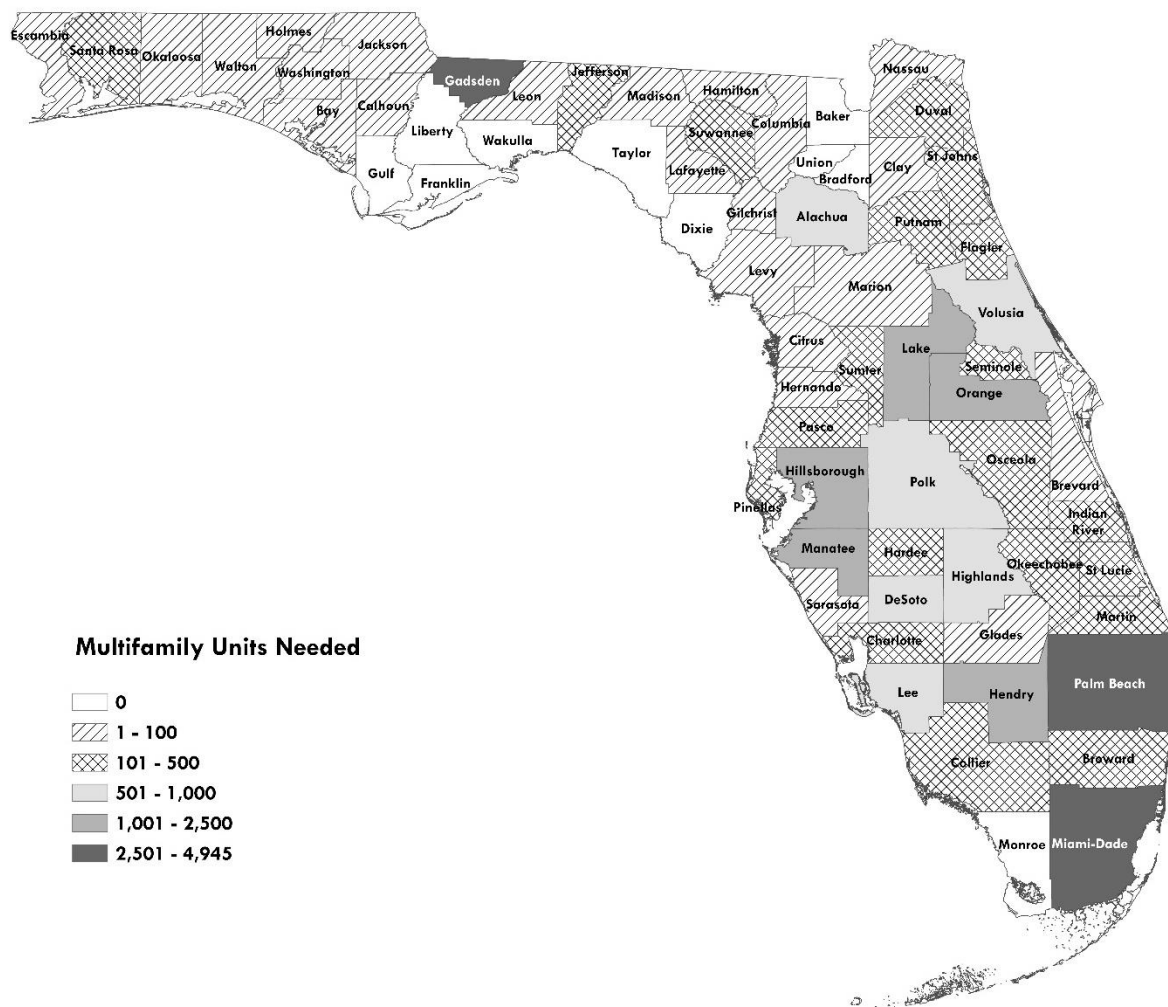 Escambia
Santa Rosa
Okaloosa
Walton
Holmes
Washington
Jackson
Bay
Calhoun
Gulf
Liberty
Gadsden
Franklin
Wakulla
Leon
Jefferson
Madison
Taylor
Hamilton
Suwannee
Lafayette
Dixie
Columbia
Gilchrist
Baker
Union
Bradford
Alachua
Levy
Nassau
Duval
Clay
St Johns
Putnam
Flagler
Marion
Volusia
Citrus
Hernando
Sumter
Lake
Seminole
Orange
Pasco
Hillsborough
Pinellas
Polk
Osceola
Brevard
Indian
River
Manatee
Hardee
Highlands
Okeechobee
St Lucie
Sarasota
DeSoto
Martin
Charlotte
Glades
Lee
Hendry
Palm Beach
Collier
Broward
Monroe
Miami-Dade
Multifamily Units Needed
0
1 - 100
101 - 500
501 - 1,000
1,001 - 2,500
2,501 - 4,945